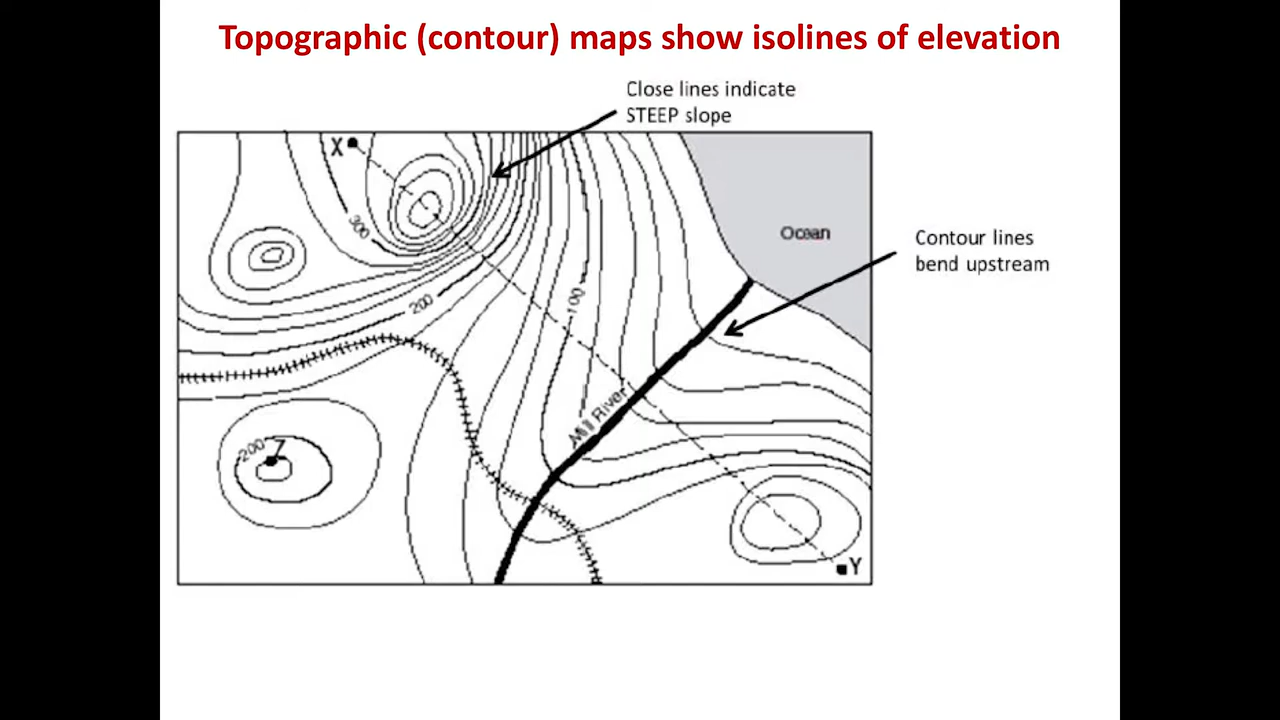 Topographic (contour) maps show isolines of elevation
Close lines indicate
STEEP slope
X
300
Ocean
Contour lines
bend upstream
200
100
Mill River
200
Z
Y